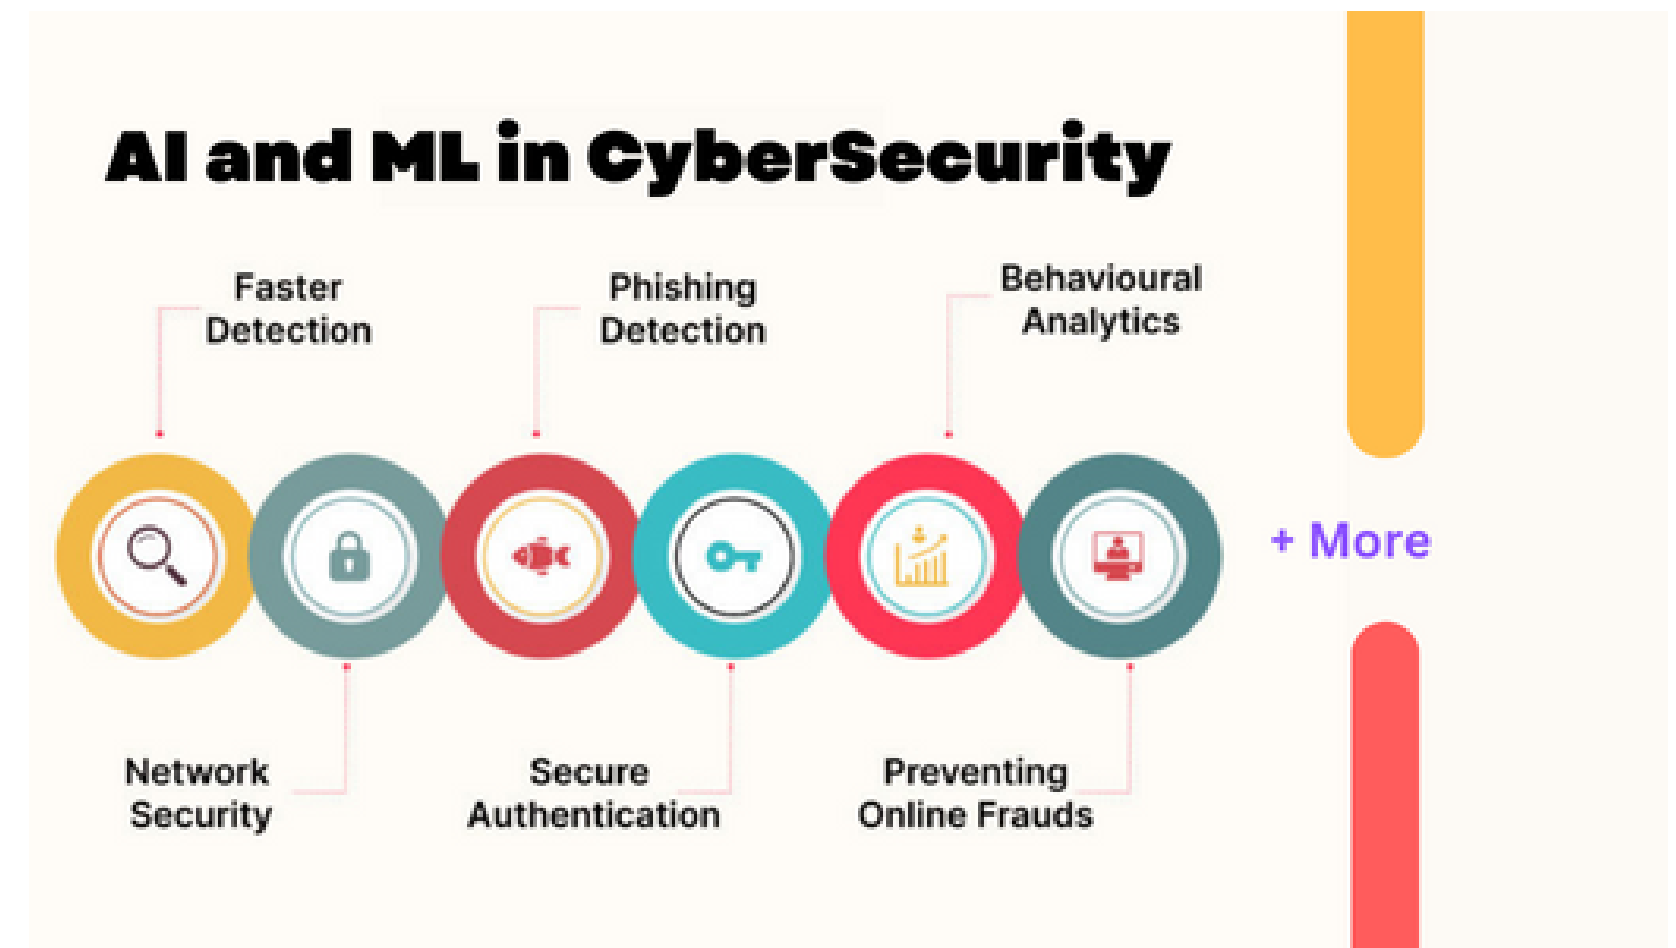 AI and ML in CyberSecurity
Faster
Detection
Phishing
Detection
Behavioural
Analytics
+ More
Network
Security
Secure
Authentication
Preventing
Online Frauds